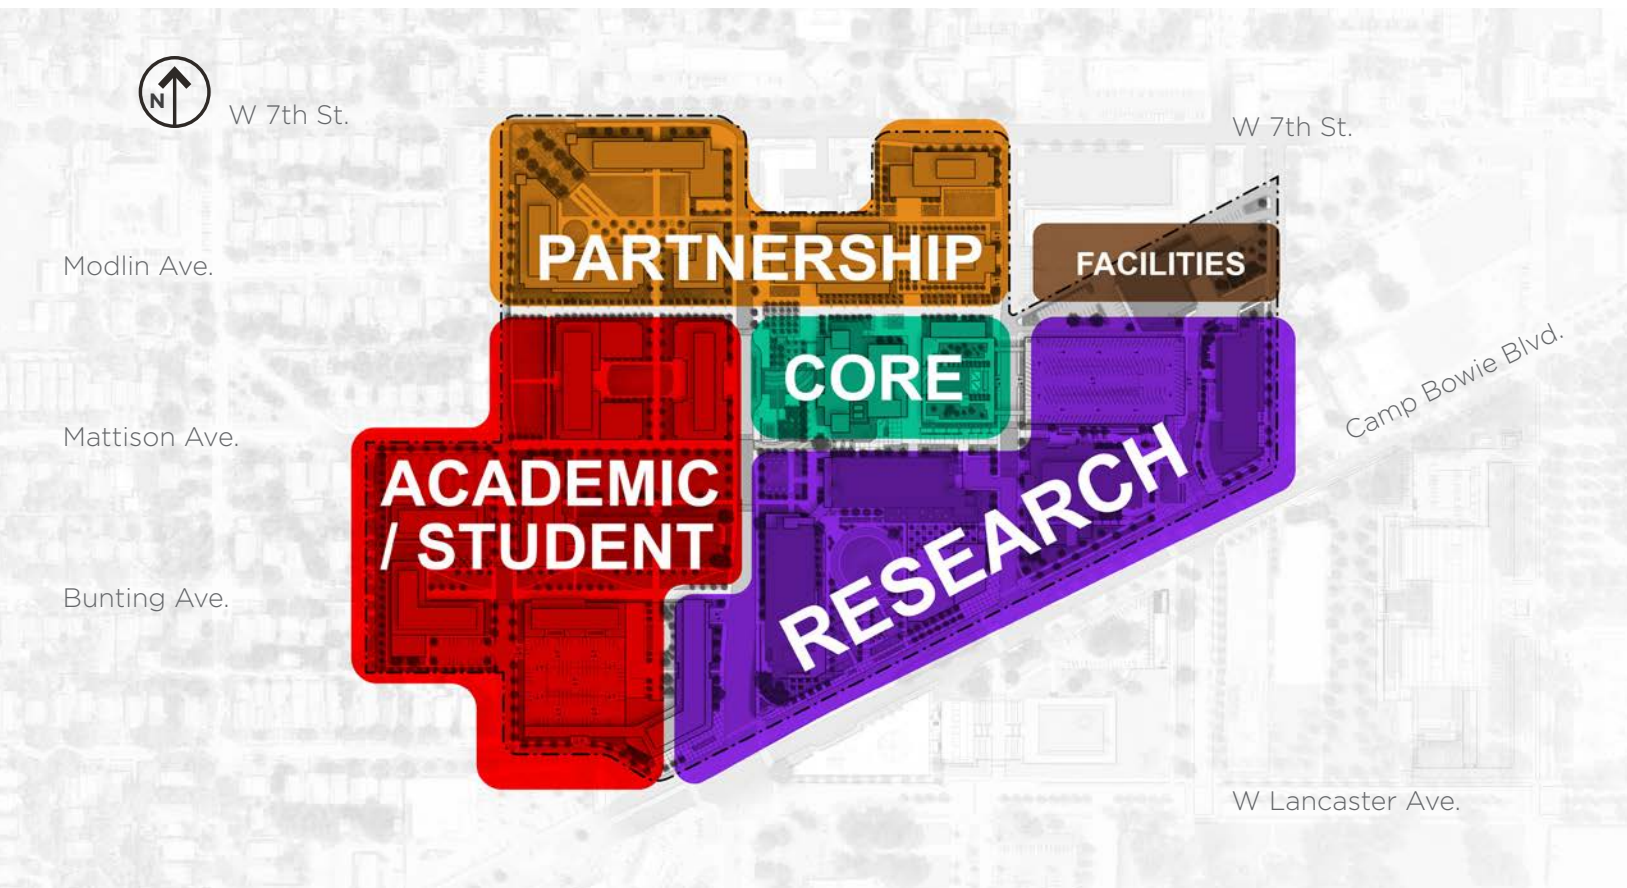 N
W 7th St.
W 7th St.
PARTNERSHIP
FACILITIES
Modlin Ave.
CORE
Camp Bowie Blvd.
Mattison Ave.
ACADEMIC
/ STUDENT
RESEARCH
Bunting Ave.
W Lancaster Ave.